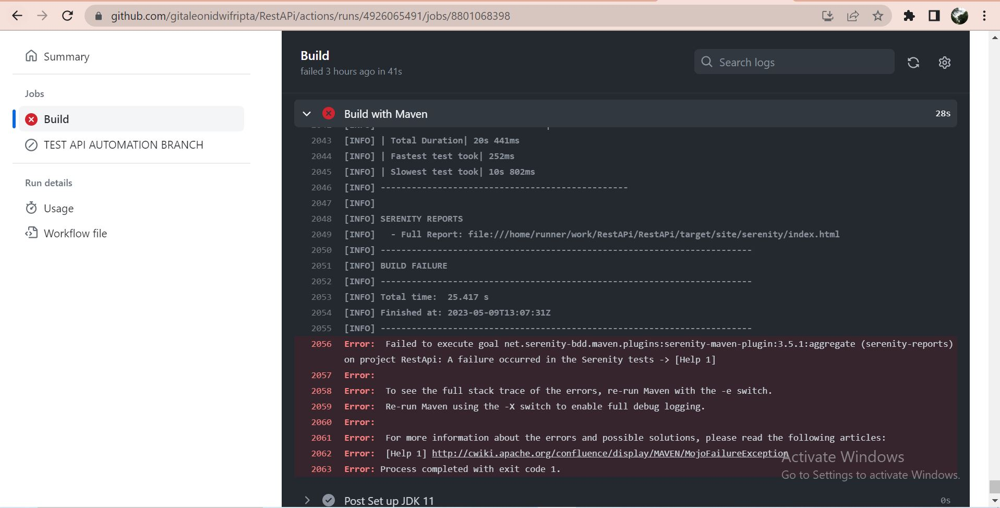 github.com/gitaleonidwifripta/RestAPi/actions/runs/4926065491/jobs/8801068398
Summary
Jobs
Build
TEST API AUTOMATION BRANCH
Run details
Usage
Workflow file
Build
failed 3 hours ago in 41s
Search logs
Build with Maven
28s
2043 [INFO] | Total Duration| 20s 441ms
2044 [INFO] | Fastest test took| 252ms
2045 [INFO] | Slowest test took| 10s 802ms
2046 [INFO] ------------------------------------------------
2047 [INFO]
2048 [INFO] SERENITY REPORTS
2049 [INFO]   - Full Report: file:///home/runner/work/RestAPi/RestAPi/target/site/serenity/index.html
2050 [INFO] ------------------------------------------------------------------------
2051 [INFO] BUILD FAILURE
2052 [INFO] ------------------------------------------------------------------------
2053 [INFO] Total time:  25.417 s
2054 [INFO] Finished at: 2023-05-09T13:07:31Z
2055 [INFO] ------------------------------------------------------------------------
2056 Error:  Failed to execute goal net.serenity-bdd.maven.plugins:serenity-maven-plugin:3.5.1:aggregate (serenity-reports)
on project RestApi: A failure occurred in the Serenity tests -> [Help 1]
2057 Error:
2058 Error:  To see the full stack trace of the errors, re-run Maven with the -e switch.
2059 Error:  Re-run Maven using the -X switch to enable full debug logging.
2060 Error:
2061 Error:  For more information about the errors and possible solutions, please read the following articles:
2062 Error:  [Help 1] http://cwiki.apache.org/confluence/display/MAVEN/MojoFailureException
2063 Error: Process completed with exit code 1.
Activate Windows
Go to Settings to activate Windows.
Post Set up JDK 11
0s